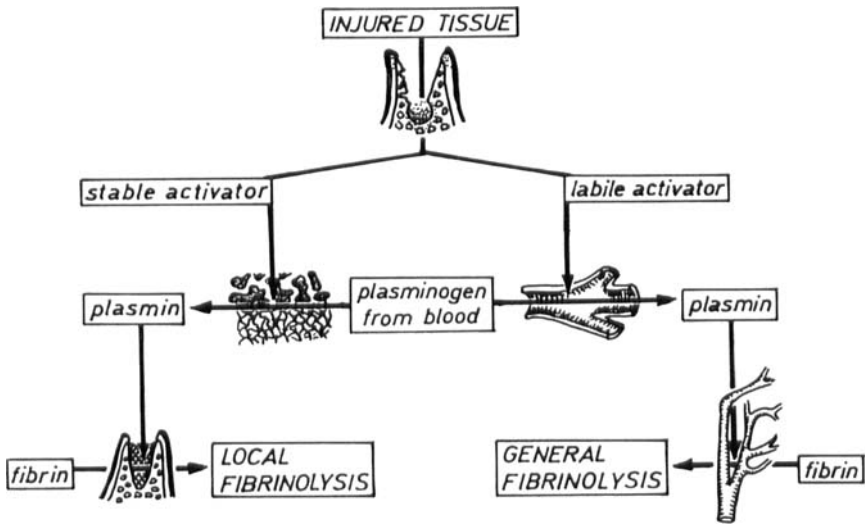 INJURED TISSUE
stable activator
labile activator
plasmin
plasminogen
from blood
plasmin
fibrin
LOCAL
FIBRINOLYSIS
GENERAL
FIBRINOLYSIS
fibrin